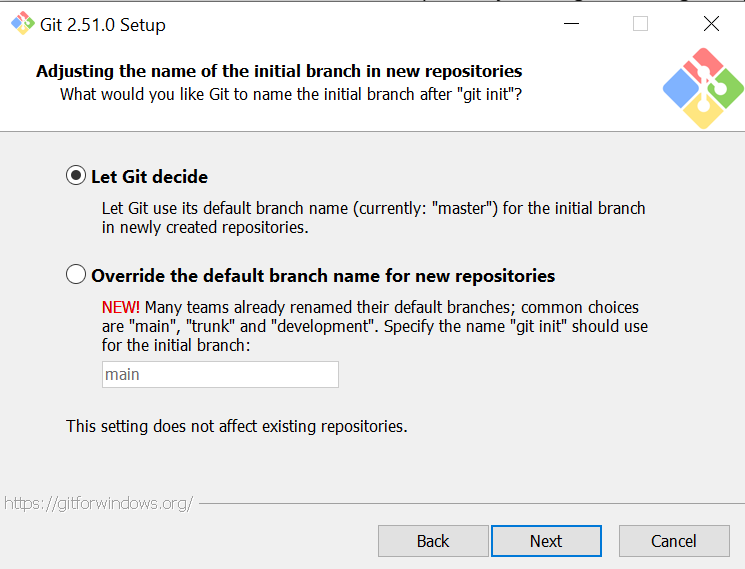 Git 2.51.0 Setup
Adjusting the name of the initial branch in new repositories
What would you like Git to name the initial branch after "git init"?
Let Git decide
Let Git use its default branch name (currently: "master") for the initial branch
in newly created repositories.
Override the default branch name for new repositories
NEW! Many teams already renamed their default branches; common choices
are "main", "trunk" and "development". Specify the name "git init" should use
for the initial branch:
main
This setting does not affect existing repositories.
https://gitforwindows.org/
Back
Next
Cancel